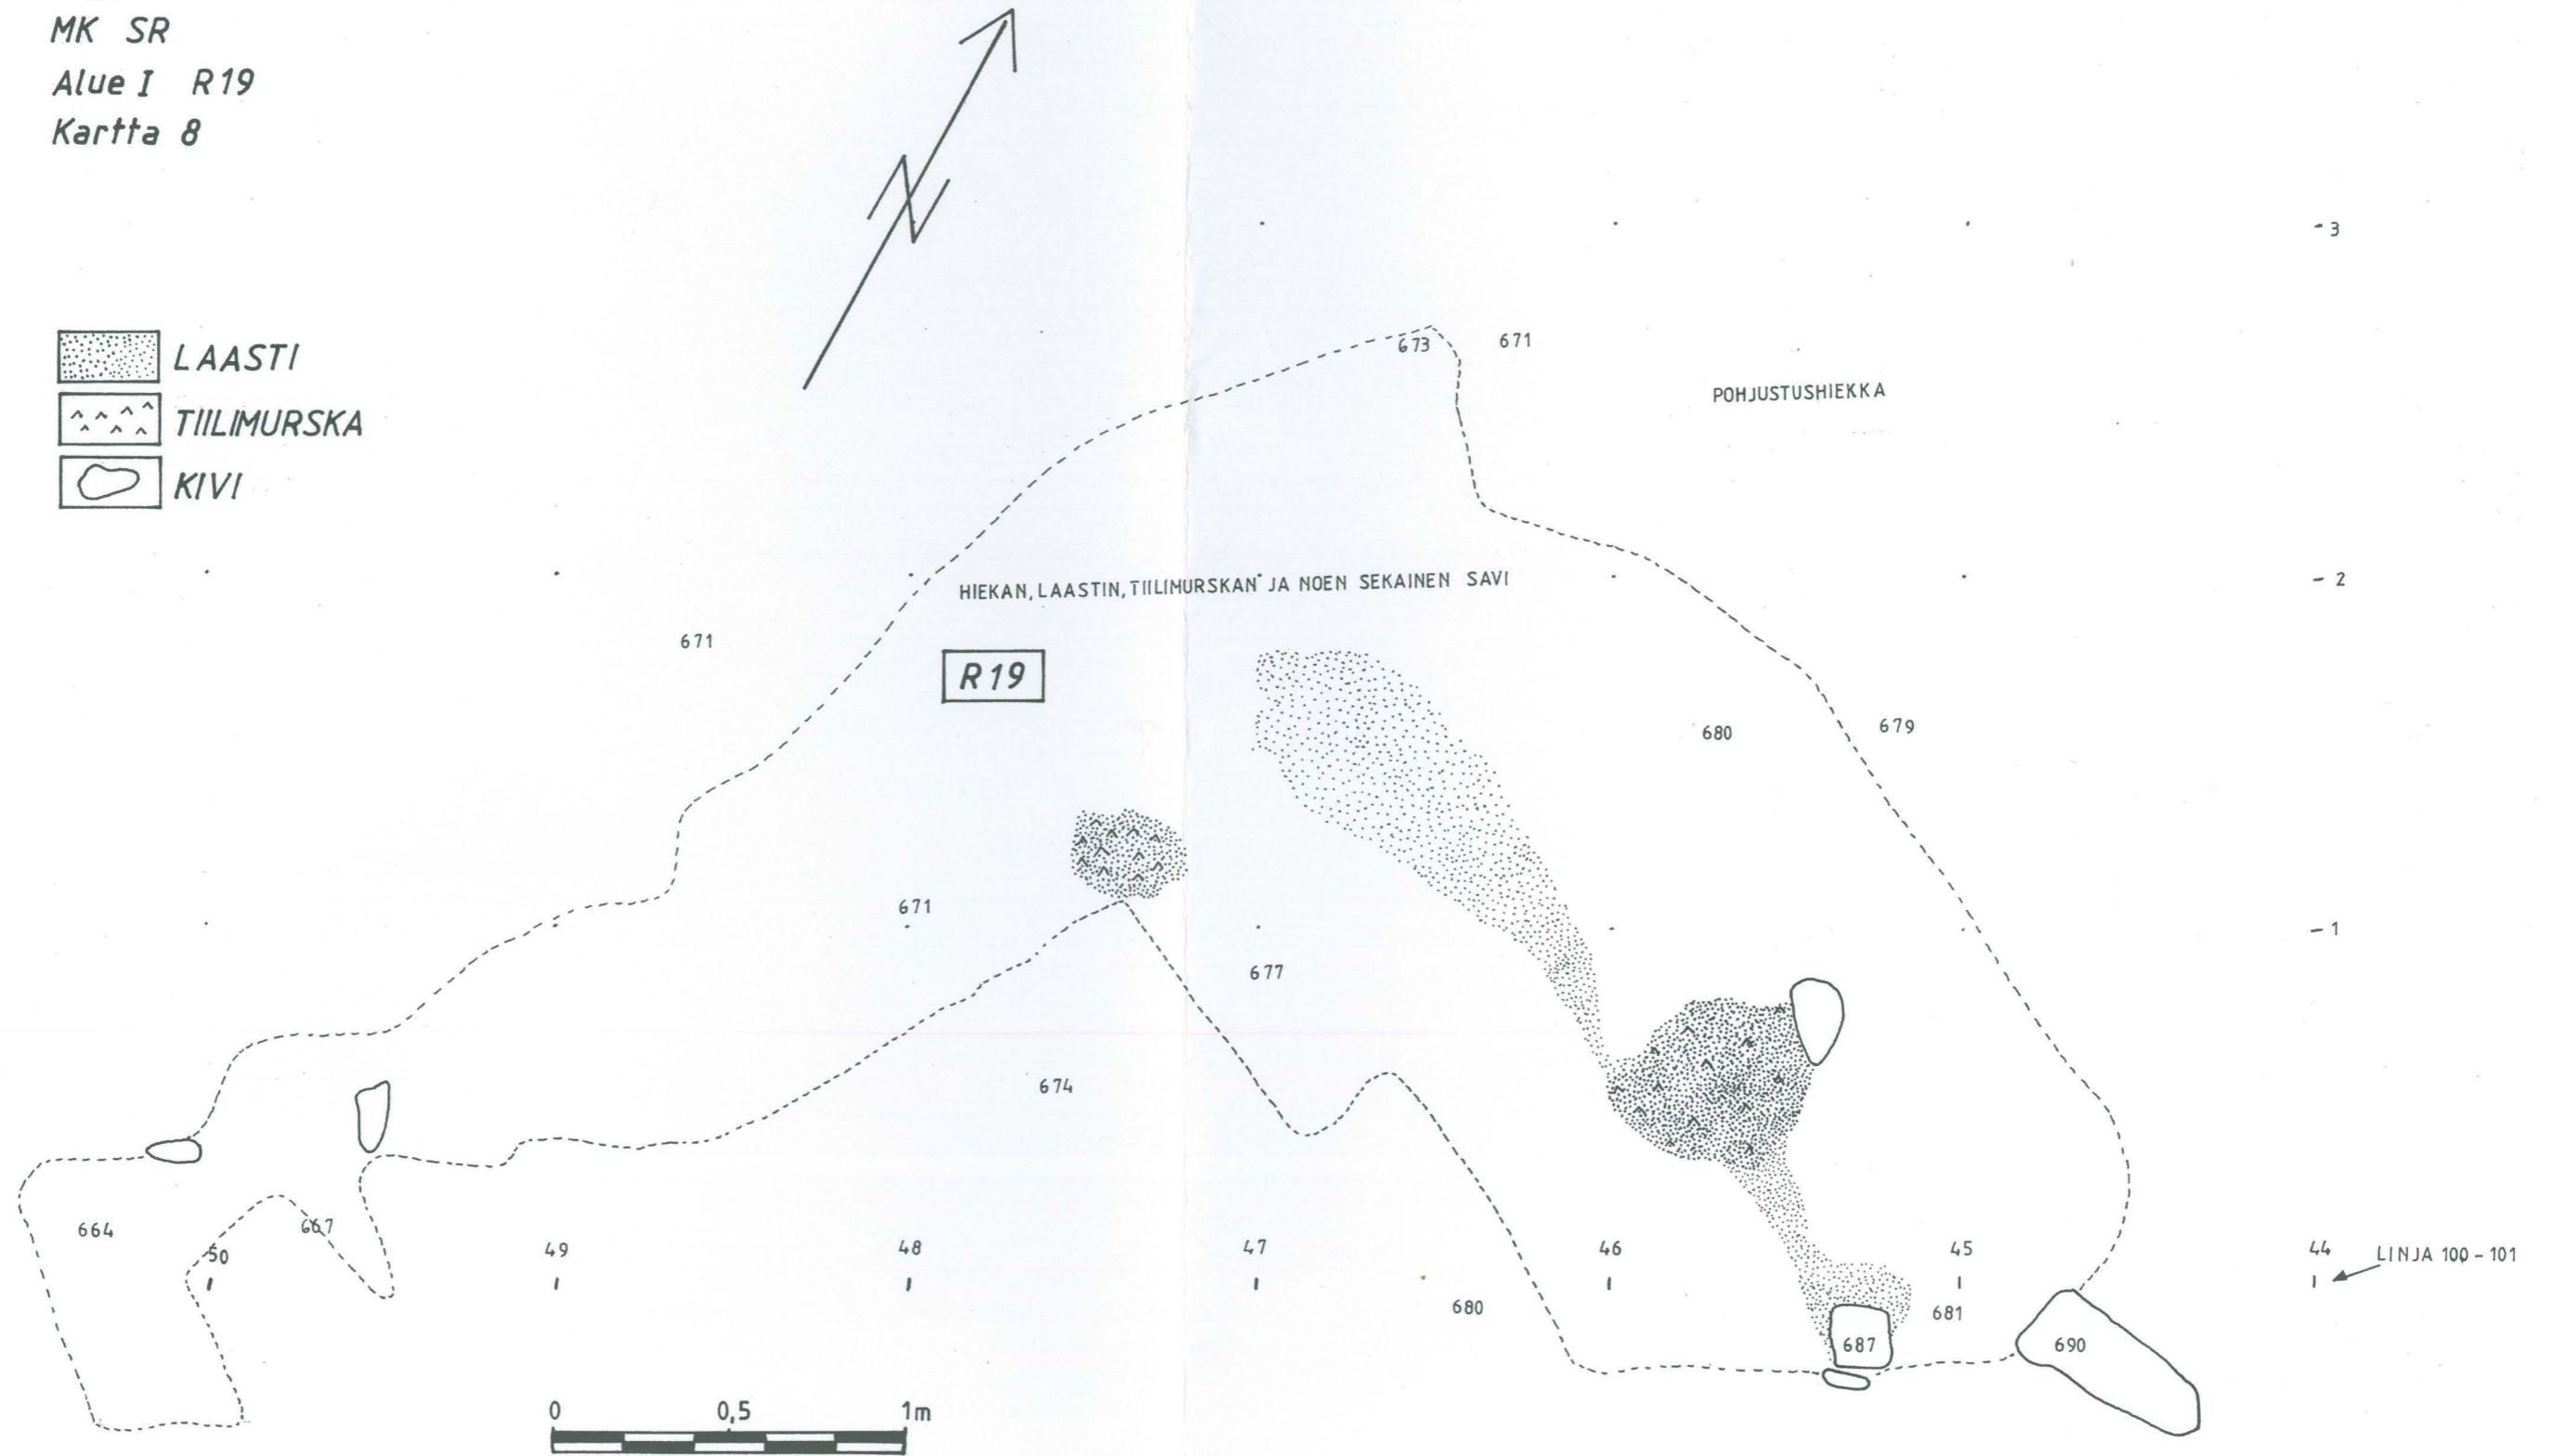 MK SR
Alue I R19
Kartta 8
N
3
673
671
LAASTI
POHJUSTUSHIEKKA
TIILIMURSKA
KIVI
2
HIEKAN, LAASTIN, TIILIMURSKAN JA NOEN SEKAINEN SAVI
671
R19
680
679
671
1
677
674
664
667
50
49
48
47
46
45
44
LINJA 100-101
680
681
687
690
0
0,5
1m